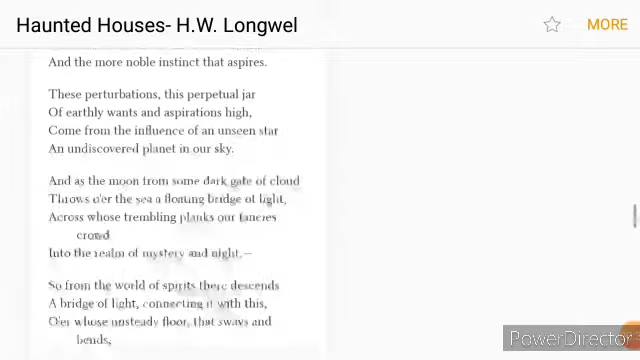 Haunted Houses- H.W. Longwel
MORE
And the more noble instinct that aspires.
These perturbations, this perpetual jar
Of earthly wants and aspirations high,
Come from the influence of an unseen star
An undiscovered planet in our sky.
And as the moon from some dark gate of cloud
Throws o'er the sea a floating bridge of light,
Across whose trembling planks our fancies
crowd
Into the realm of mystery and night,—
So from the world of spirits there descends
A bridge of light, connecting it with this,
O'er whose unsteady floor, that sways and
bends,
PowerDirector